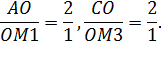 AO/OM1 = 2/1, CO/OM3 = 2/1.